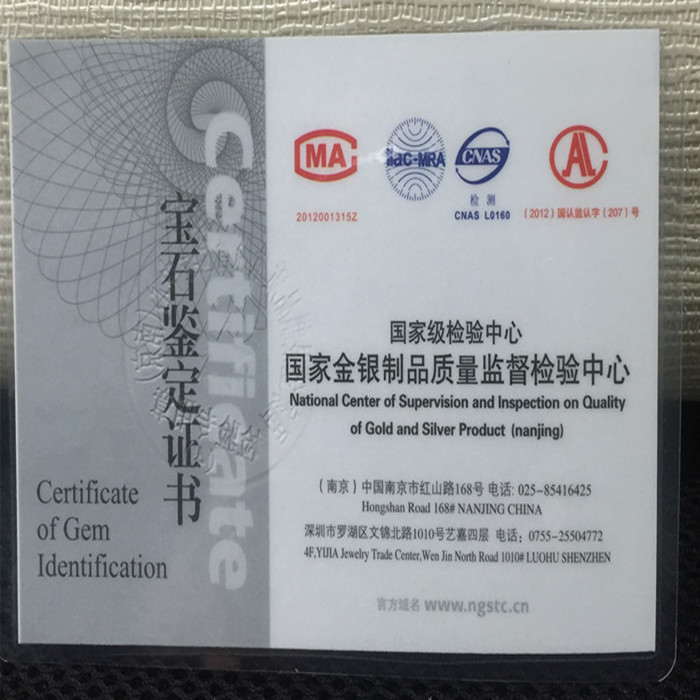 Certificate
宝石鉴定证书
Certificate
of Gem
Identification
MA
2012001315Z
ilac-MRA
CNAS
检 测
CNAS L0160
AL
(2012)国认监认字(207)号
国家级检验中心
国家金银制品质量监督检验中心
National Center of Supervision and Inspection on Quality
of Gold and Silver Product (nanjing)
(南京)中国南京市红山路168号 电话: 025-85416425
Hongshan Road 168# NANJING CHINA
深圳市罗湖区文锦北路1010号艺嘉四层 电话: 0755-25504772
4F,YIJIA Jewelry Trade Center,Wen Jin North Road 1010# LUOHU SHENZHEN
官方域名 www.ngstc.cn